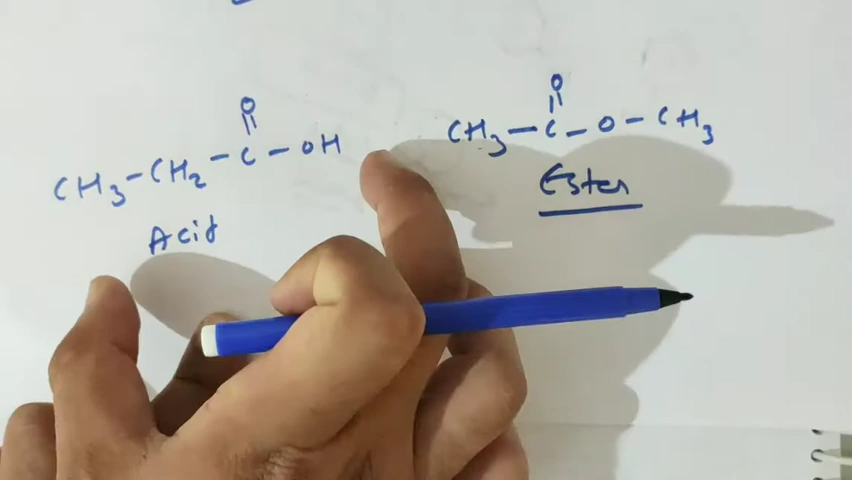 O
||
CH3-CH2-C-OH
Acid
O
||
CH3-C-O-CH3
Ester